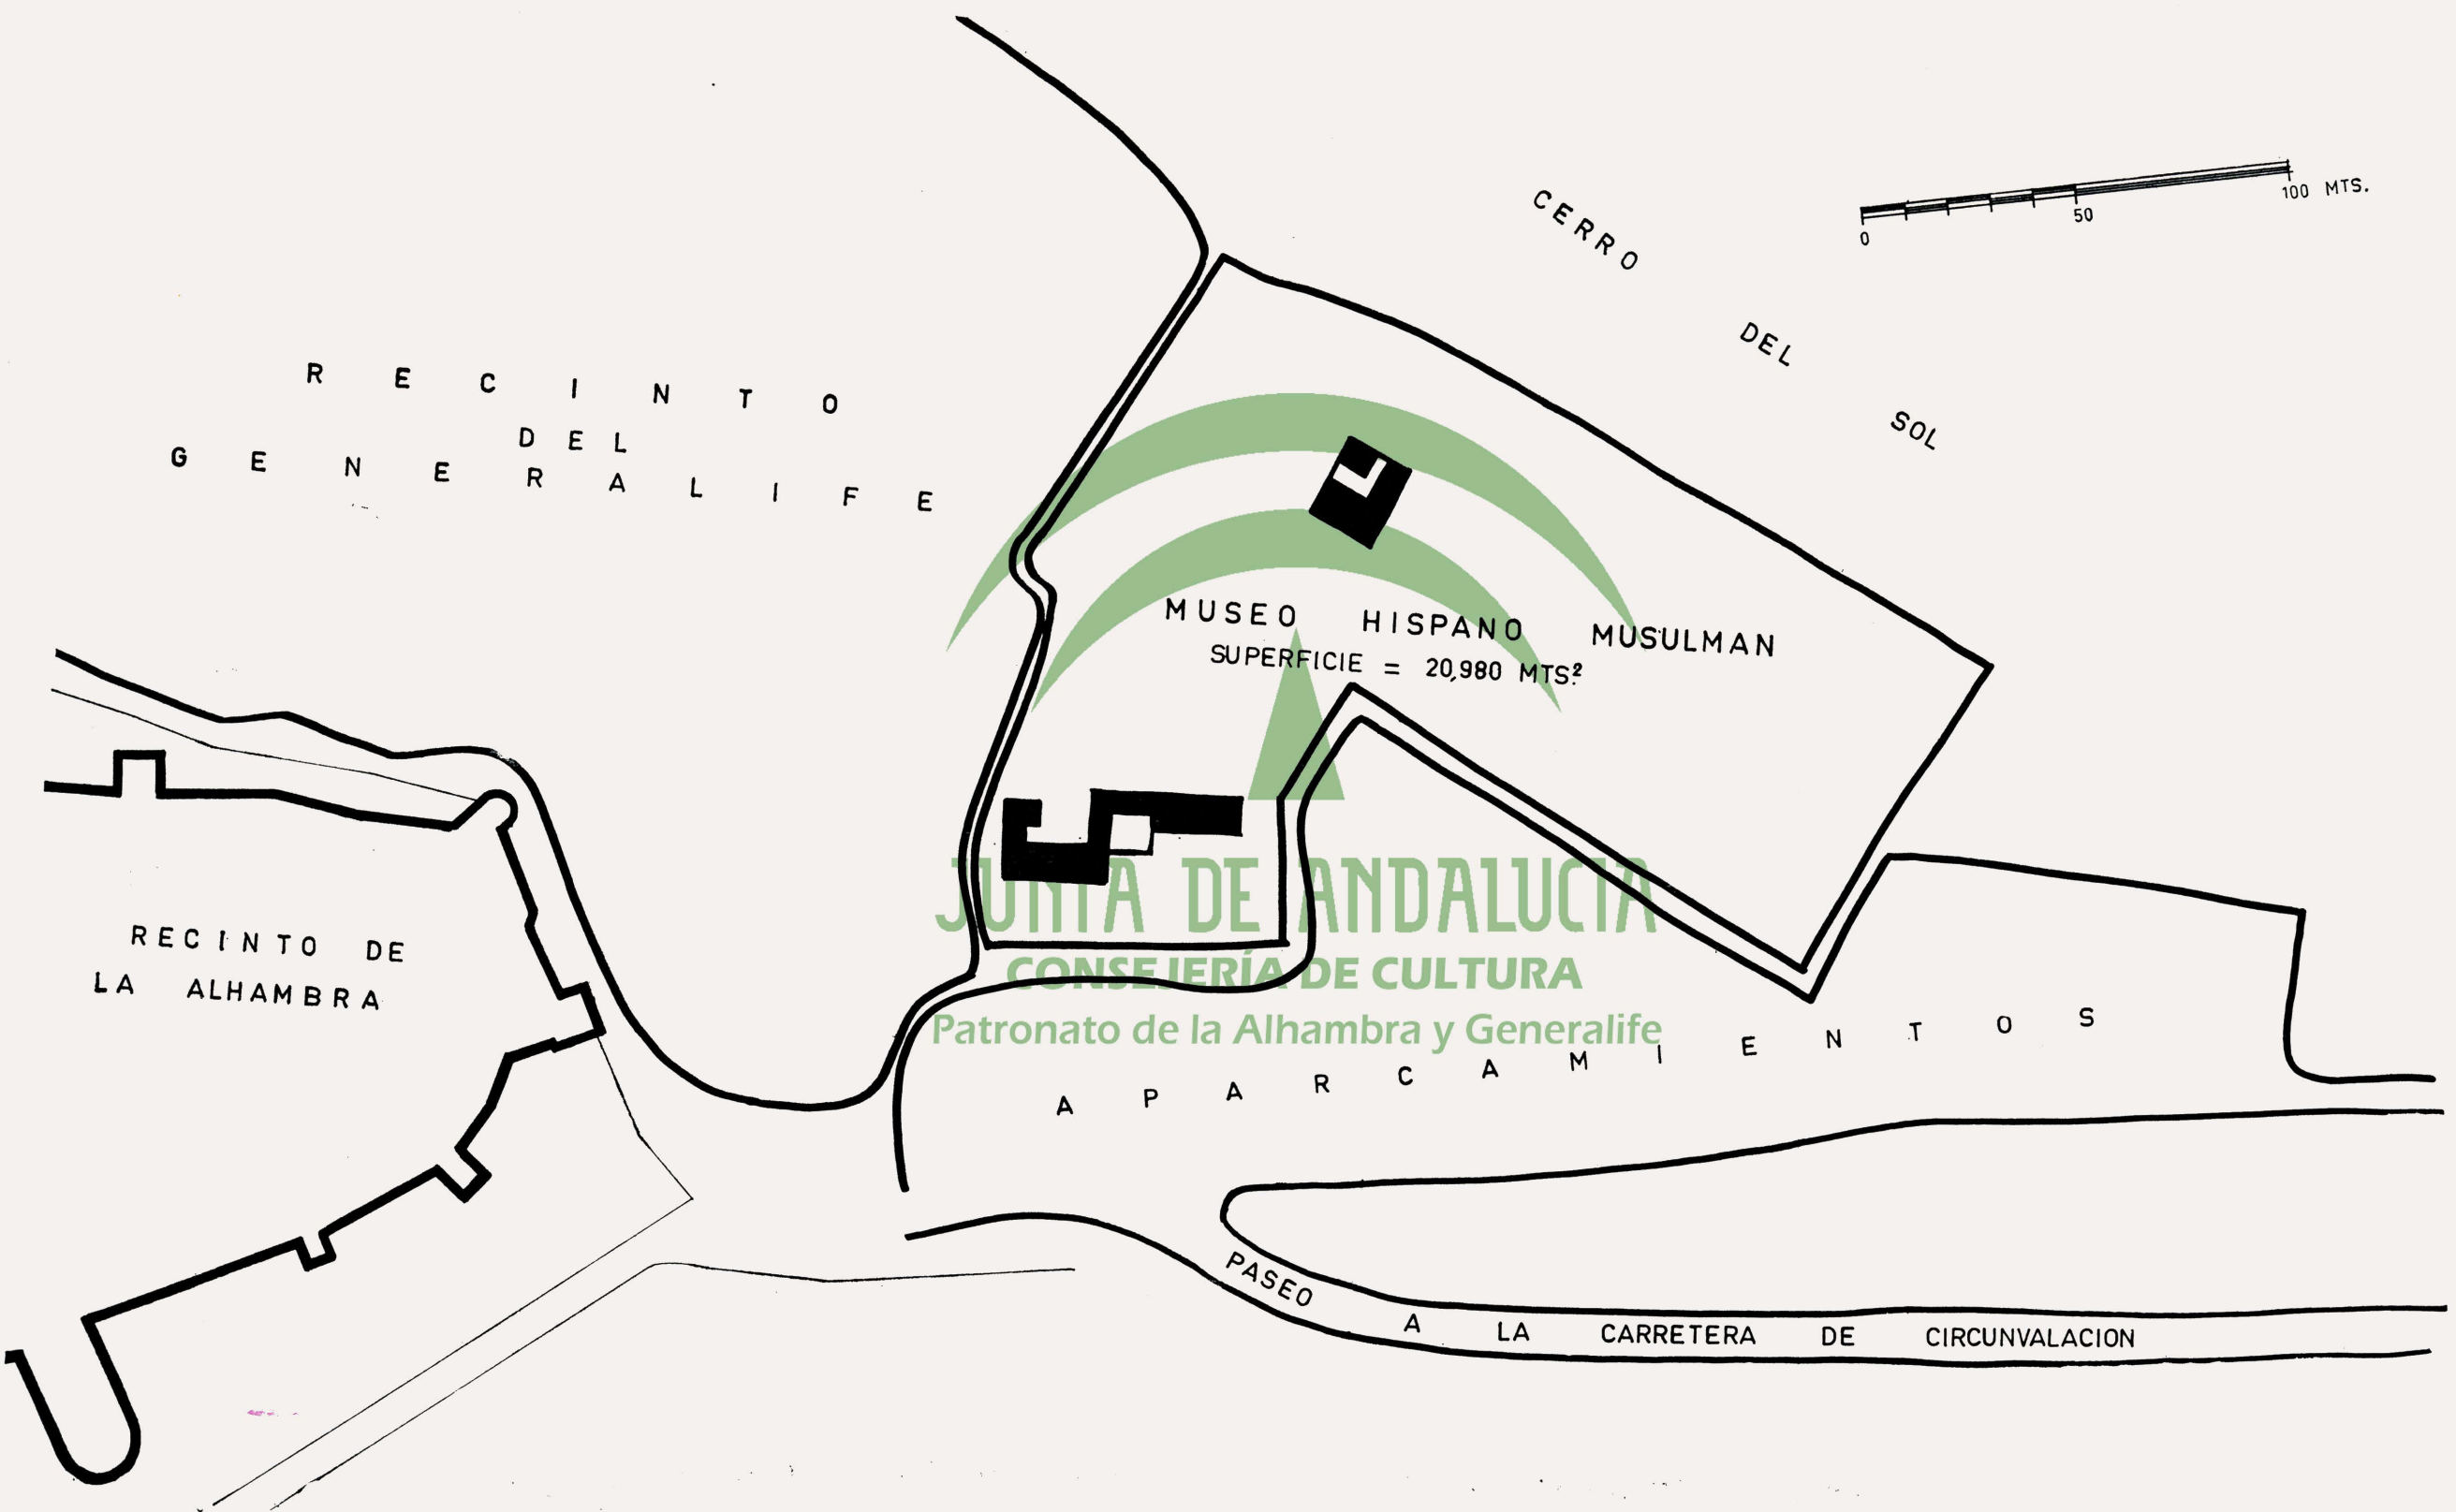 CERRO
DEL
SOL
0
50
100 MTS.
RECINTO
DEL
GENERALIFE
MUSEO HISPANO MUSULMAN
SUPERFICIE = 20,980 MTS.²
RECINTO DE
LA ALHAMBRA
JUNTA DE ANDALUCIA
CONSEJERÍA DE CULTURA
Patronato de la Alhambra y Generalife
APARCAMIENTOS
PASEO A LA CARRETERA DE CIRCUNVALACION